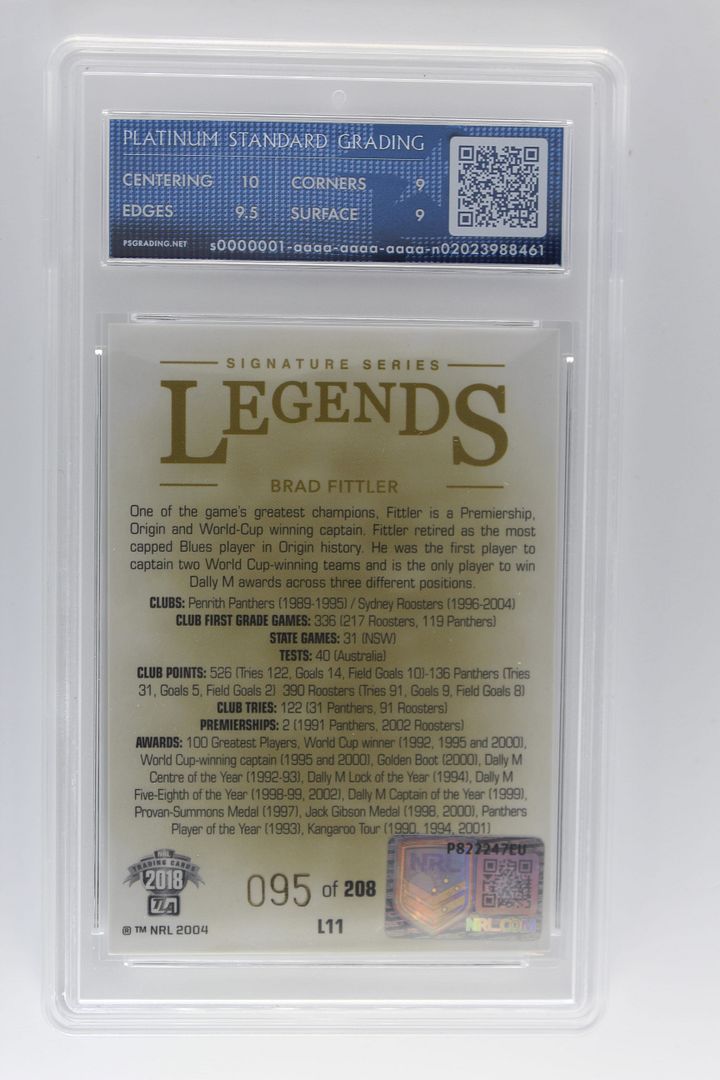 PLATINUM STANDARD GRADING
CENTERING 10 CORNERS 9
EDGES 9.5 SURFACE 9
PSGRADING.NET s0000001-aaaa-aaaa-aaaa-n02023988461
SIGNATURE SERIES
LEGENDS
BRAD FITTLER
One of the game's greatest champions, Fittler is a Premiership,
Origin and World-Cup winning captain. Fittler retired as the most
capped Blues player in Origin history. He was the first player to
captain two World Cup-winning teams and is the only player to win
Dally M awards across three different positions.
CLUBS: Penrith Panthers (1989-1995) / Sydney Roosters (1996-2004)
CLUB FIRST GRADE GAMES: 336 (217 Roosters, 119 Panthers)
STATE GAMES: 31 (NSW)
TESTS: 40 (Australia)
CLUB POINTS: 526 (Tries 122, Goals 14, Field Goals 10)-136 Panthers (Tries
31, Goals 5, Field Goals 2) 390 Roosters (Tries 91, Goals 9, Field Goals 8)
CLUB TRIES: 122 (31 Panthers, 91 Roosters)
PREMIERSHIPS: 2 (1991 Panthers, 2002 Roosters)
AWARDS: 100 Greatest Players, World Cup winner (1992, 1995 and 2000),
World Cup-winning captain (1995 and 2000), Golden Boot (2000), Dally M
Centre of the Year (1992-93), Dally M Lock of the Year (1994), Dally M
Five-Eighth of the Year (1998-99, 2002), Dally M Captain of the Year (1999),
Provan-Summons Medal (1997), Jack Gibson Medal (1998, 2000), Panthers
Player of the Year (1993), Kangaroo Tour (1990, 1994, 2001)
P822247EU
NRL
NRL
TRADING CARDS
2018
TLA
095 of 208
NRL.COM
® ™ NRL 2004
L11